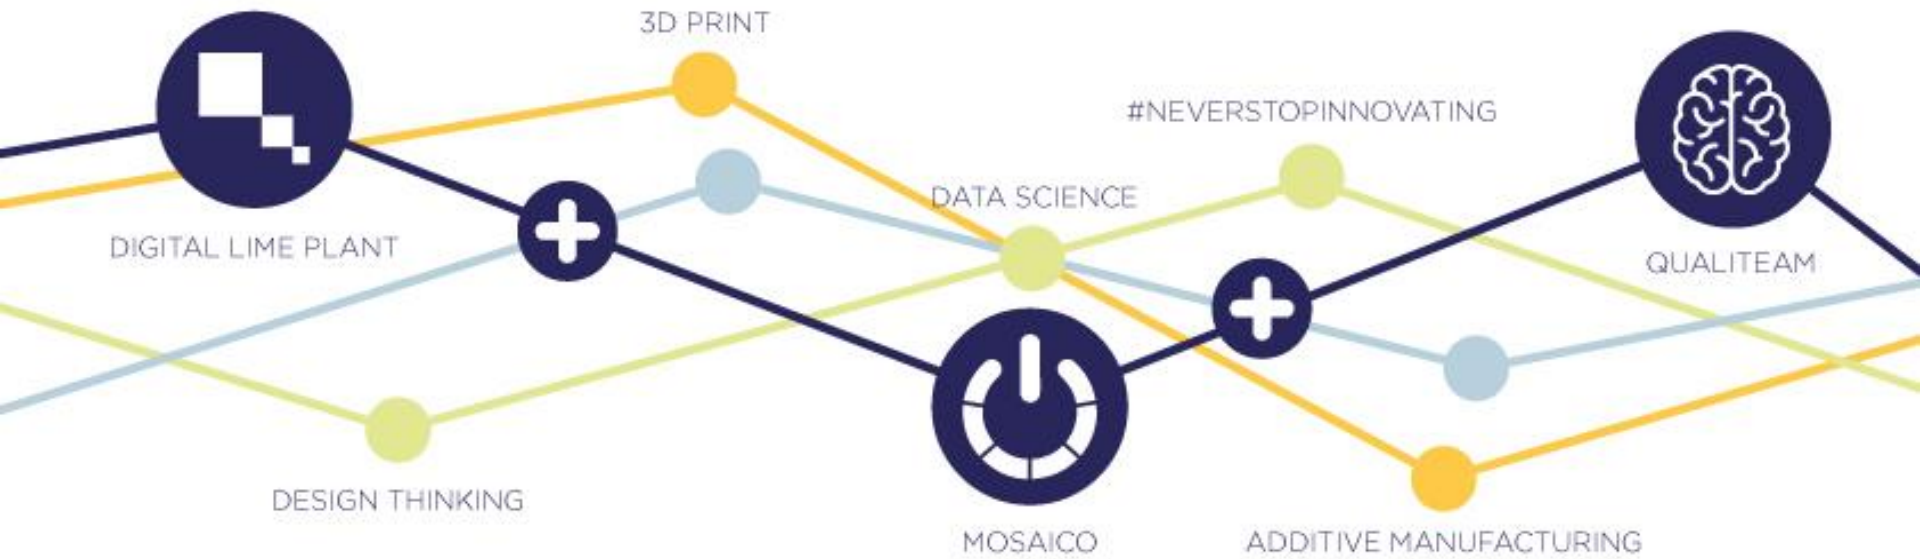 3D PRINT
#NEVERSTOPINNOVATING
DATA SCIENCE
DIGITAL LIME PLANT
QUALITEAM
DESIGN THINKING
MOSAICO
ADDITIVE MANUFACTURING